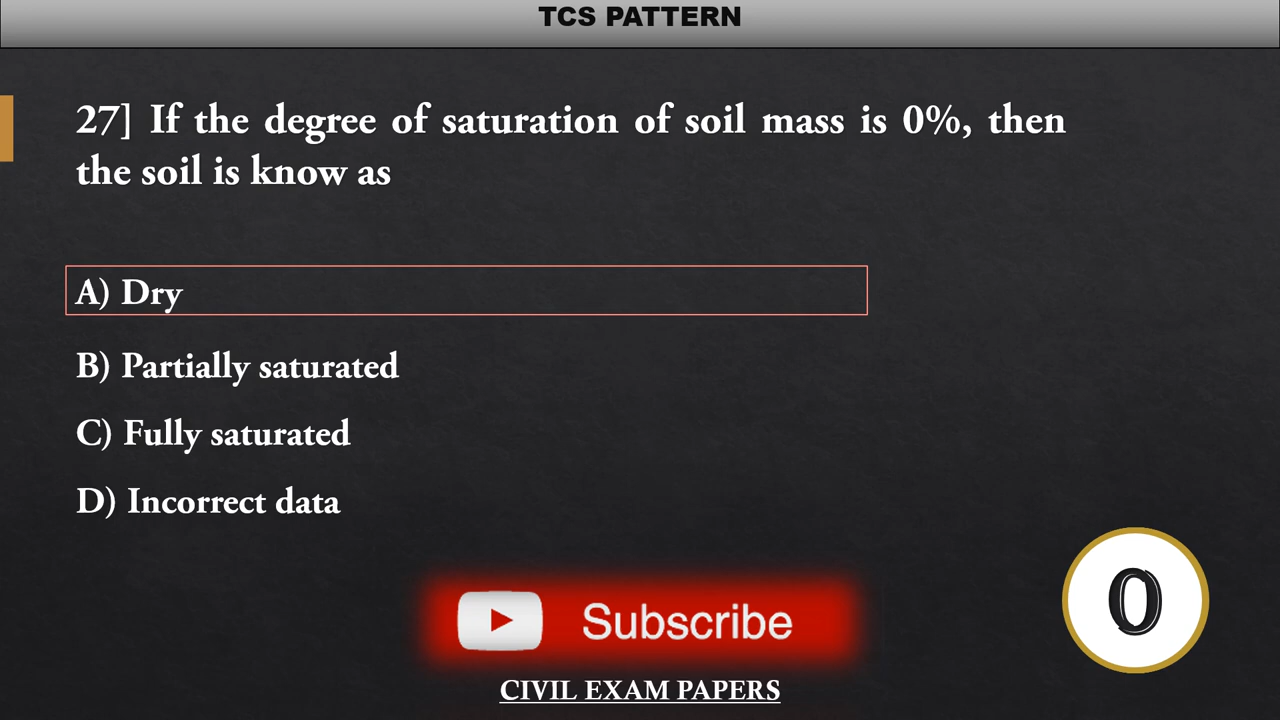 TCS PATTERN
27] If the degree of saturation of soil mass is 0%, then
the soil is know as
A) Dry
B) Partially saturated
C) Fully saturated
D) Incorrect data
Subscribe
0
CIVIL EXAM PAPERS